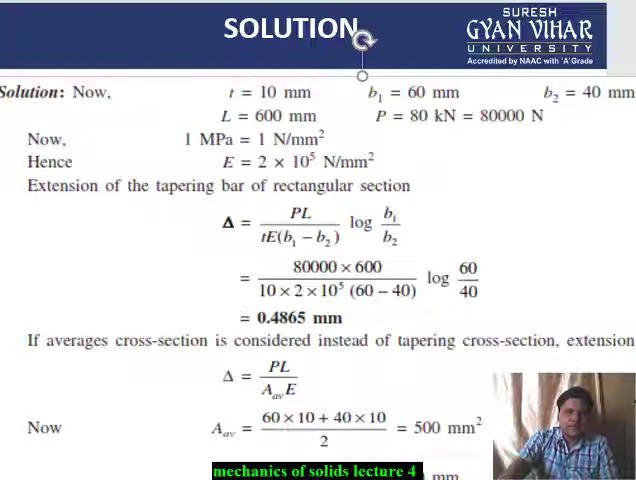 SOLUTION
SURESH
GYAN VIHAR
UNIVERSITY
Accredited by NAAC with 'A' Grade
Solution: Now, t = 10 mm b₁ = 60 mm b₂ = 40 mm
L = 600 mm P = 80 kN = 80000 N
Now, 1 MPa = 1 N/mm²
Hence E = 2 × 10⁵ N/mm²
Extension of the tapering bar of rectangular section
Δ = PL / tE(b₁ – b₂) log b₁ / b₂
= 80000 × 600 / 10 × 2 × 10⁵ (60 – 40) log 60 / 40
= 0.4865 mm
If averages cross-section is considered instead of tapering cross-section, extension
Δ = PL / Aav E
Now Aav = 60 × 10 + 40 × 10 / 2 = 500 mm²
mm
mechanics of solids lecture 4